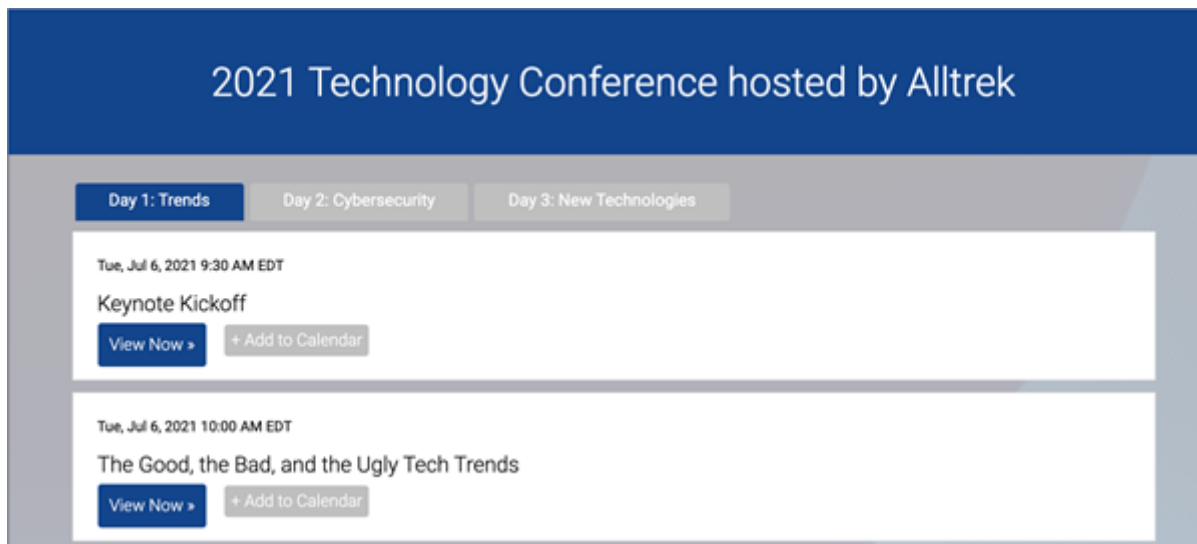 2021 Technology Conference hosted by Alltrek
Day 1: Trends Day 2: Cybersecurity Day 3: New Technologies
Tue, Jul 6, 2021 9:30 AM EDT
Keynote Kickoff
View Now » + Add to Calendar
Tue, Jul 6, 2021 10:00 AM EDT
The Good, the Bad, and the Ugly Tech Trends
View Now » + Add to Calendar